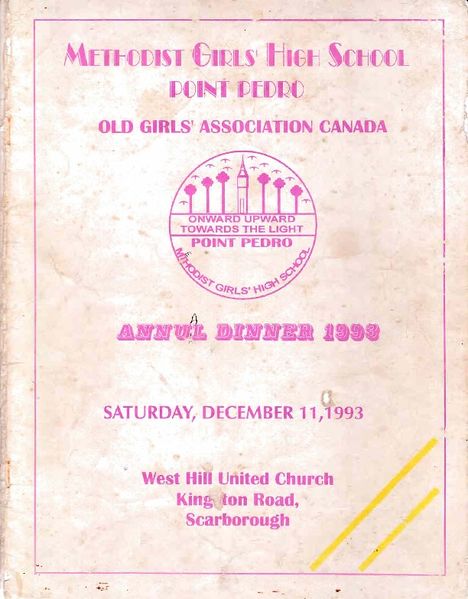 METHODIST GIRLS' HIGH SCHOOL
POINT PEDRO
OLD GIRLS' ASSOCIATION CANADA
ONWARD UPWARD
TOWARDS THE LIGHT
POINT PEDRO
METHODIST GIRLS' HIGH SCHOOL
ANNUAL DINNER 1993
SATURDAY, DECEMBER 11, 1993
West Hill United Church
King ton Road,
Scarborough